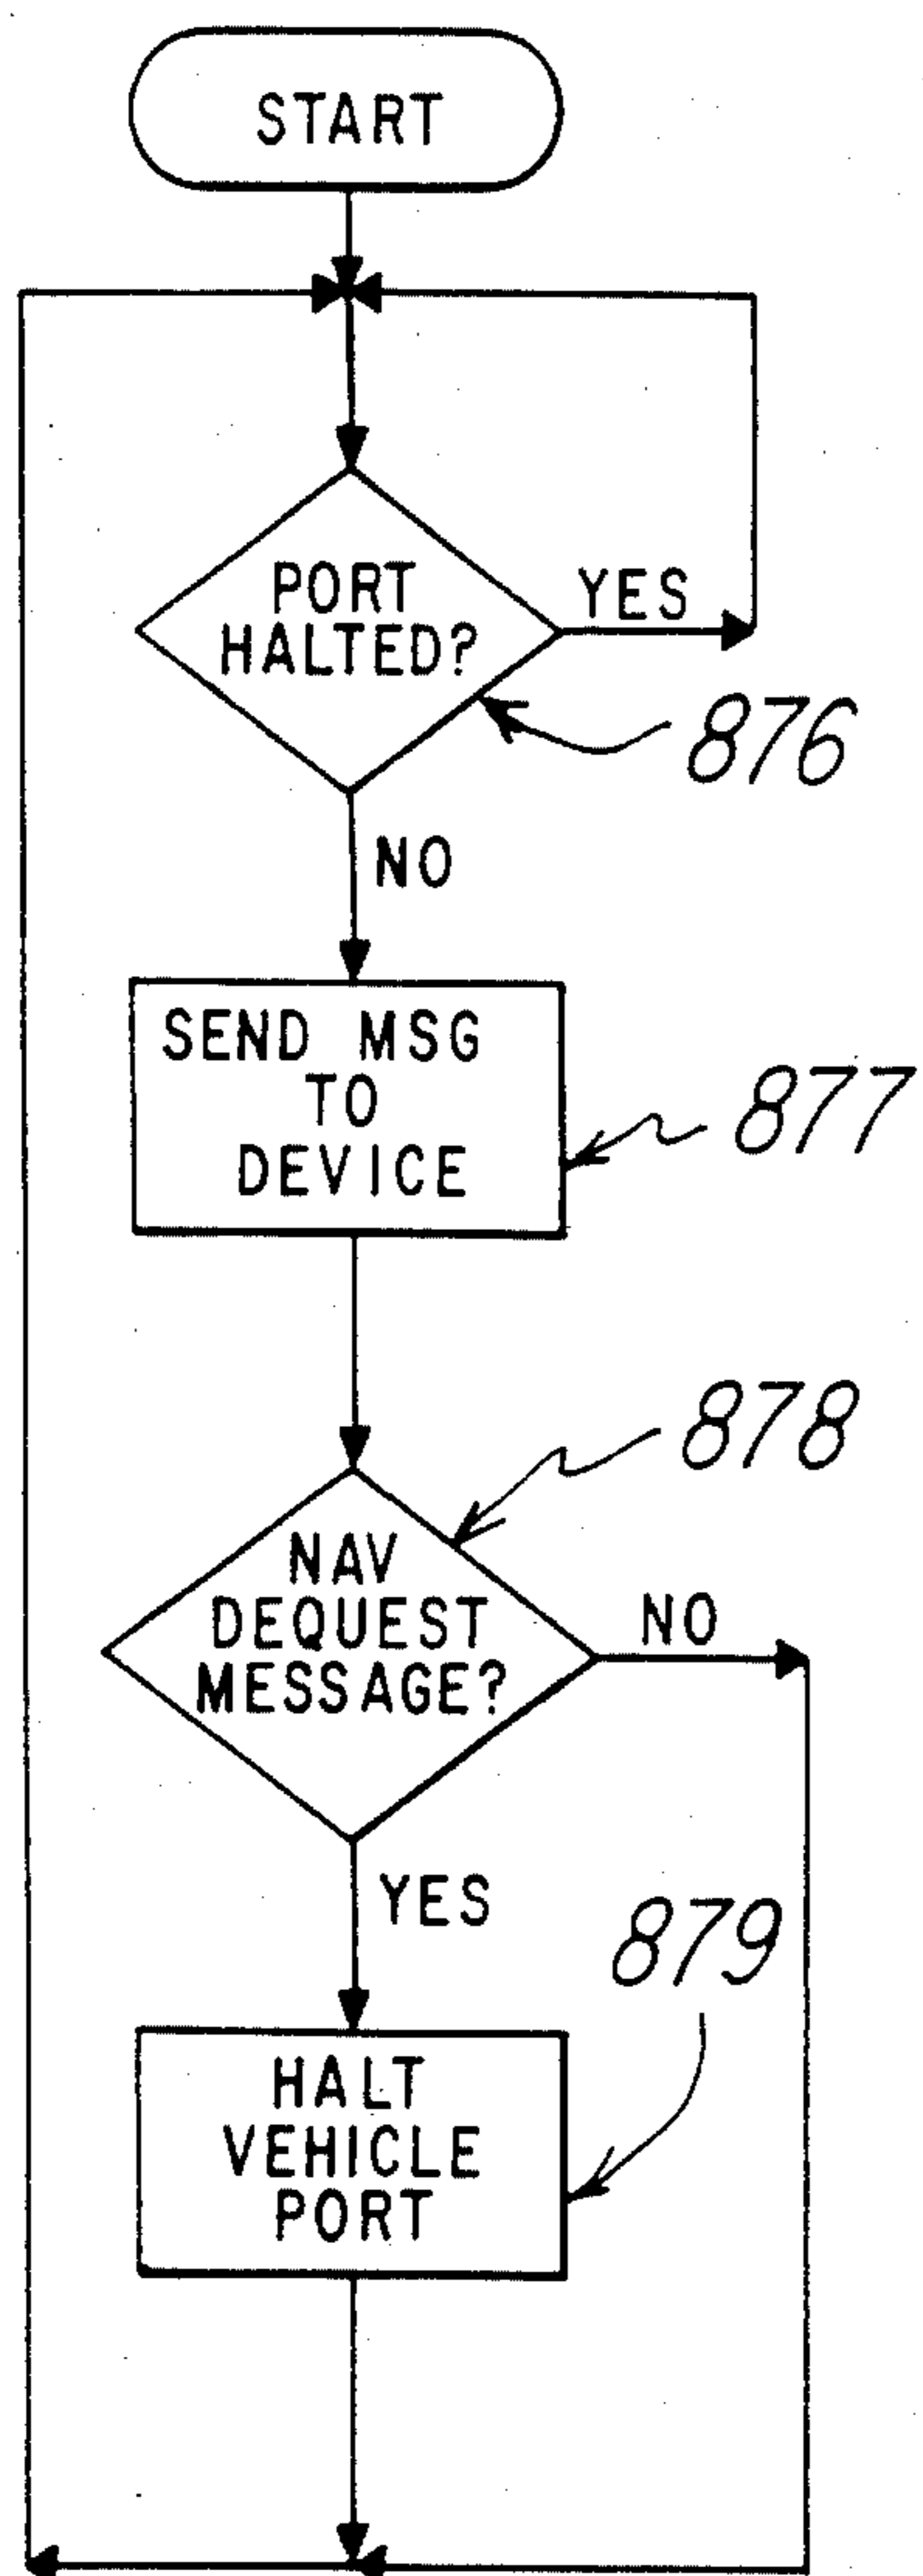 START
PORT
HALTED?
YES
876
NO
SEND MSG
TO
DEVICE
877
878
NAV
DEQUEST
MESSAGE?
NO
YES
879
HALT
VEHICLE
PORT